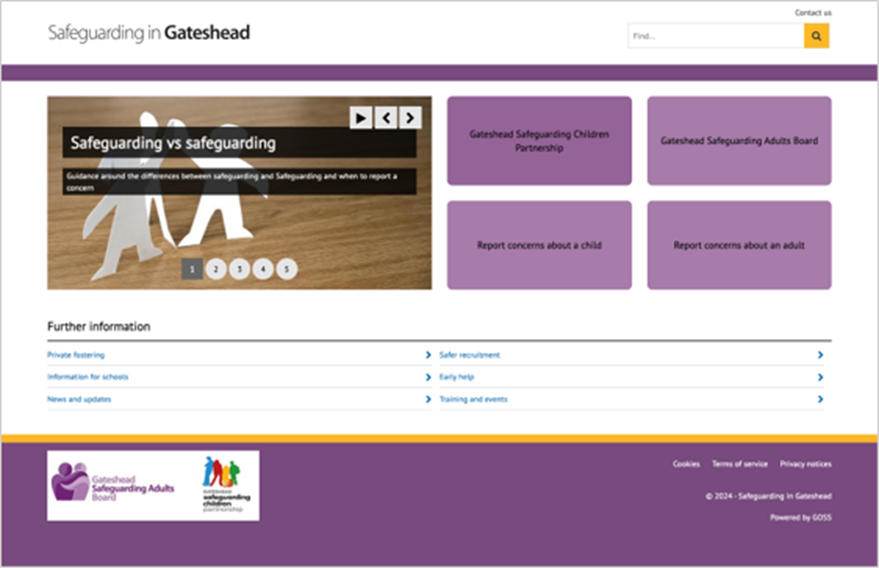 Contact us
Safeguarding in Gateshead
Find...
Safeguarding vs safeguarding
Guidance around the differences between safeguarding and Safeguarding and when to report a
concern
1 2 3 4 5
Gateshead Safeguarding Children
Partnership
Gateshead Safeguarding Adults Board
Report concerns about a child
Report concerns about an adult
Further information
Private fostering
Safer recruitment
Information for schools
Early help
News and updates
Training and events
Gateshead
Safeguarding Adults
Board
GATESHEAD
safeguarding
children
partnership
Cookies Terms of service Privacy notices
© 2024 - Safeguarding in Gateshead
Powered by GOSS